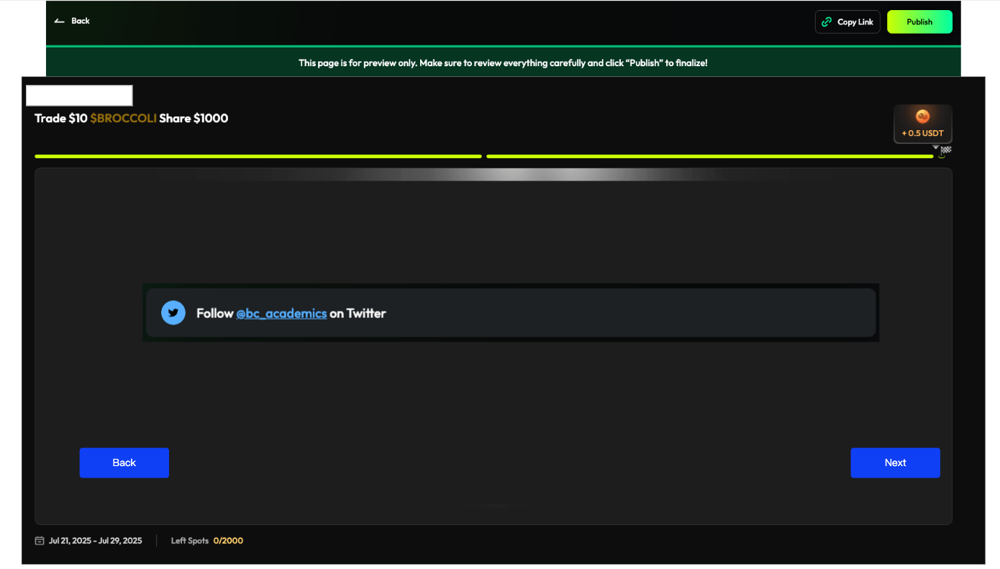 Back
Copy Link
Publish
This page is for preview only. Make sure to review everything carefully and click “Publish” to finalize!
Trade $10 $BROCCOLI Share $1000
+ 0.5 USDT
Follow @bc_academics on Twitter
Back
Next
Jul 21, 2025 - Jul 29, 2025
Left Spots 0/2000